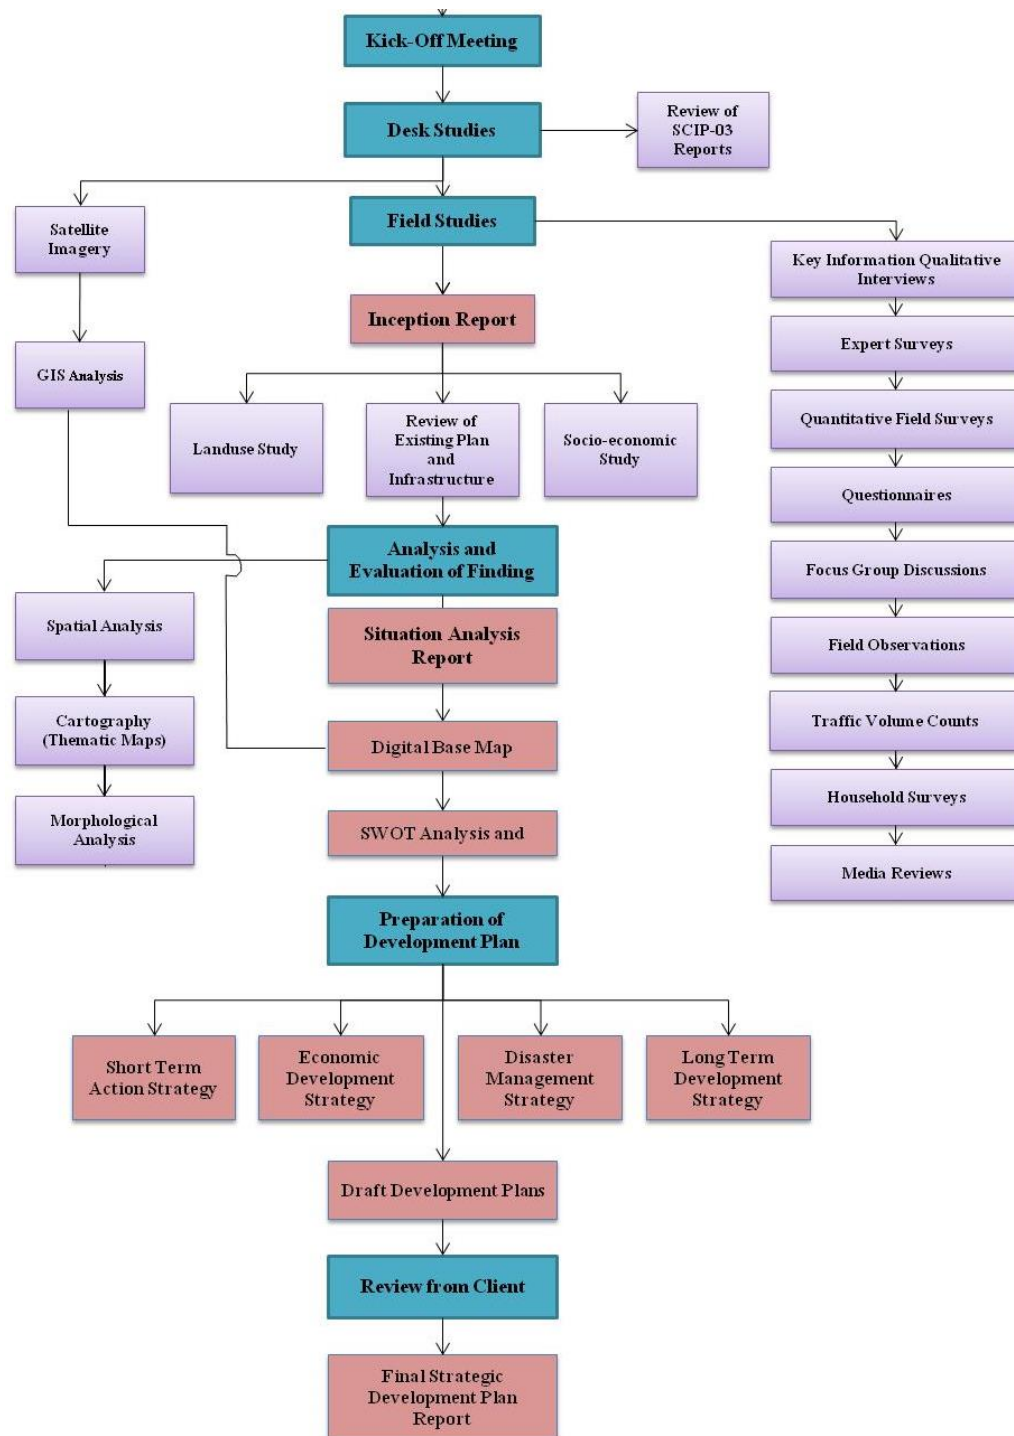 Kick-Off Meeting
Desk Studies
Review of
SCIP-03
Reports
Satellite
Imagery
Field Studies
Key Information Qualitative
Interviews
Inception Report
Expert Surveys
GIS Analysis
Landuse Study
Review of
Existing Plan
and
Infrastructure
Socio-economic
Study
Quantitative Field Surveys
Questionnaires
Analysis and
Evaluation of Finding
Focus Group Discussions
Spatial Analysis
Situation Analysis
Report
Field Observations
Cartography
(Thematic Maps)
Digital Base Map
Traffic Volume Counts
Morphological
Analysis
SWOT Analysis and
Household Surveys
Media Reviews
Preparation of
Development Plan
Short Term
Action Strategy
Economic
Development
Strategy
Disaster
Management
Strategy
Long Term
Development
Strategy
Draft Development Plans
Review from Client
Final Strategic
Development Plan
Report